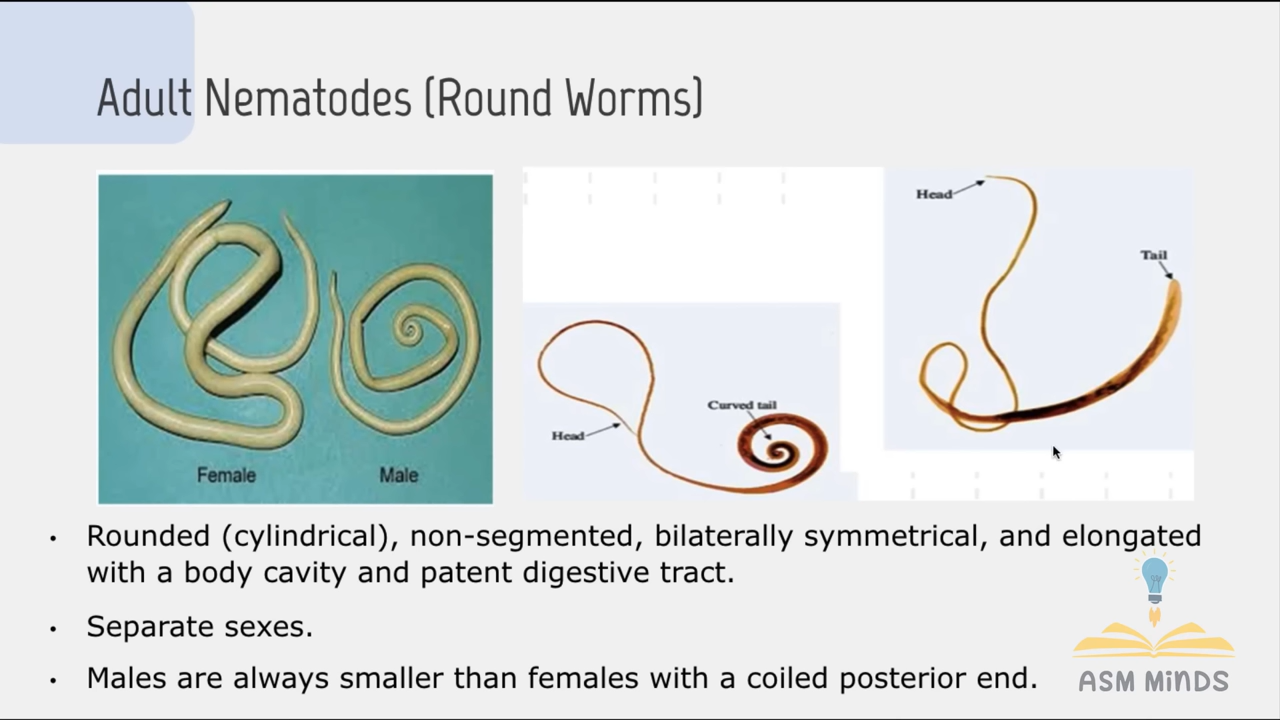 Adult Nematodes (Round Worms)
Head
Tail
Curved tail
Head
Female
Male
• Rounded (cylindrical), non-segmented, bilaterally symmetrical, and elongated
with a body cavity and patent digestive tract.
• Separate sexes.
• Males are always smaller than females with a coiled posterior end.
ASM MiNDS